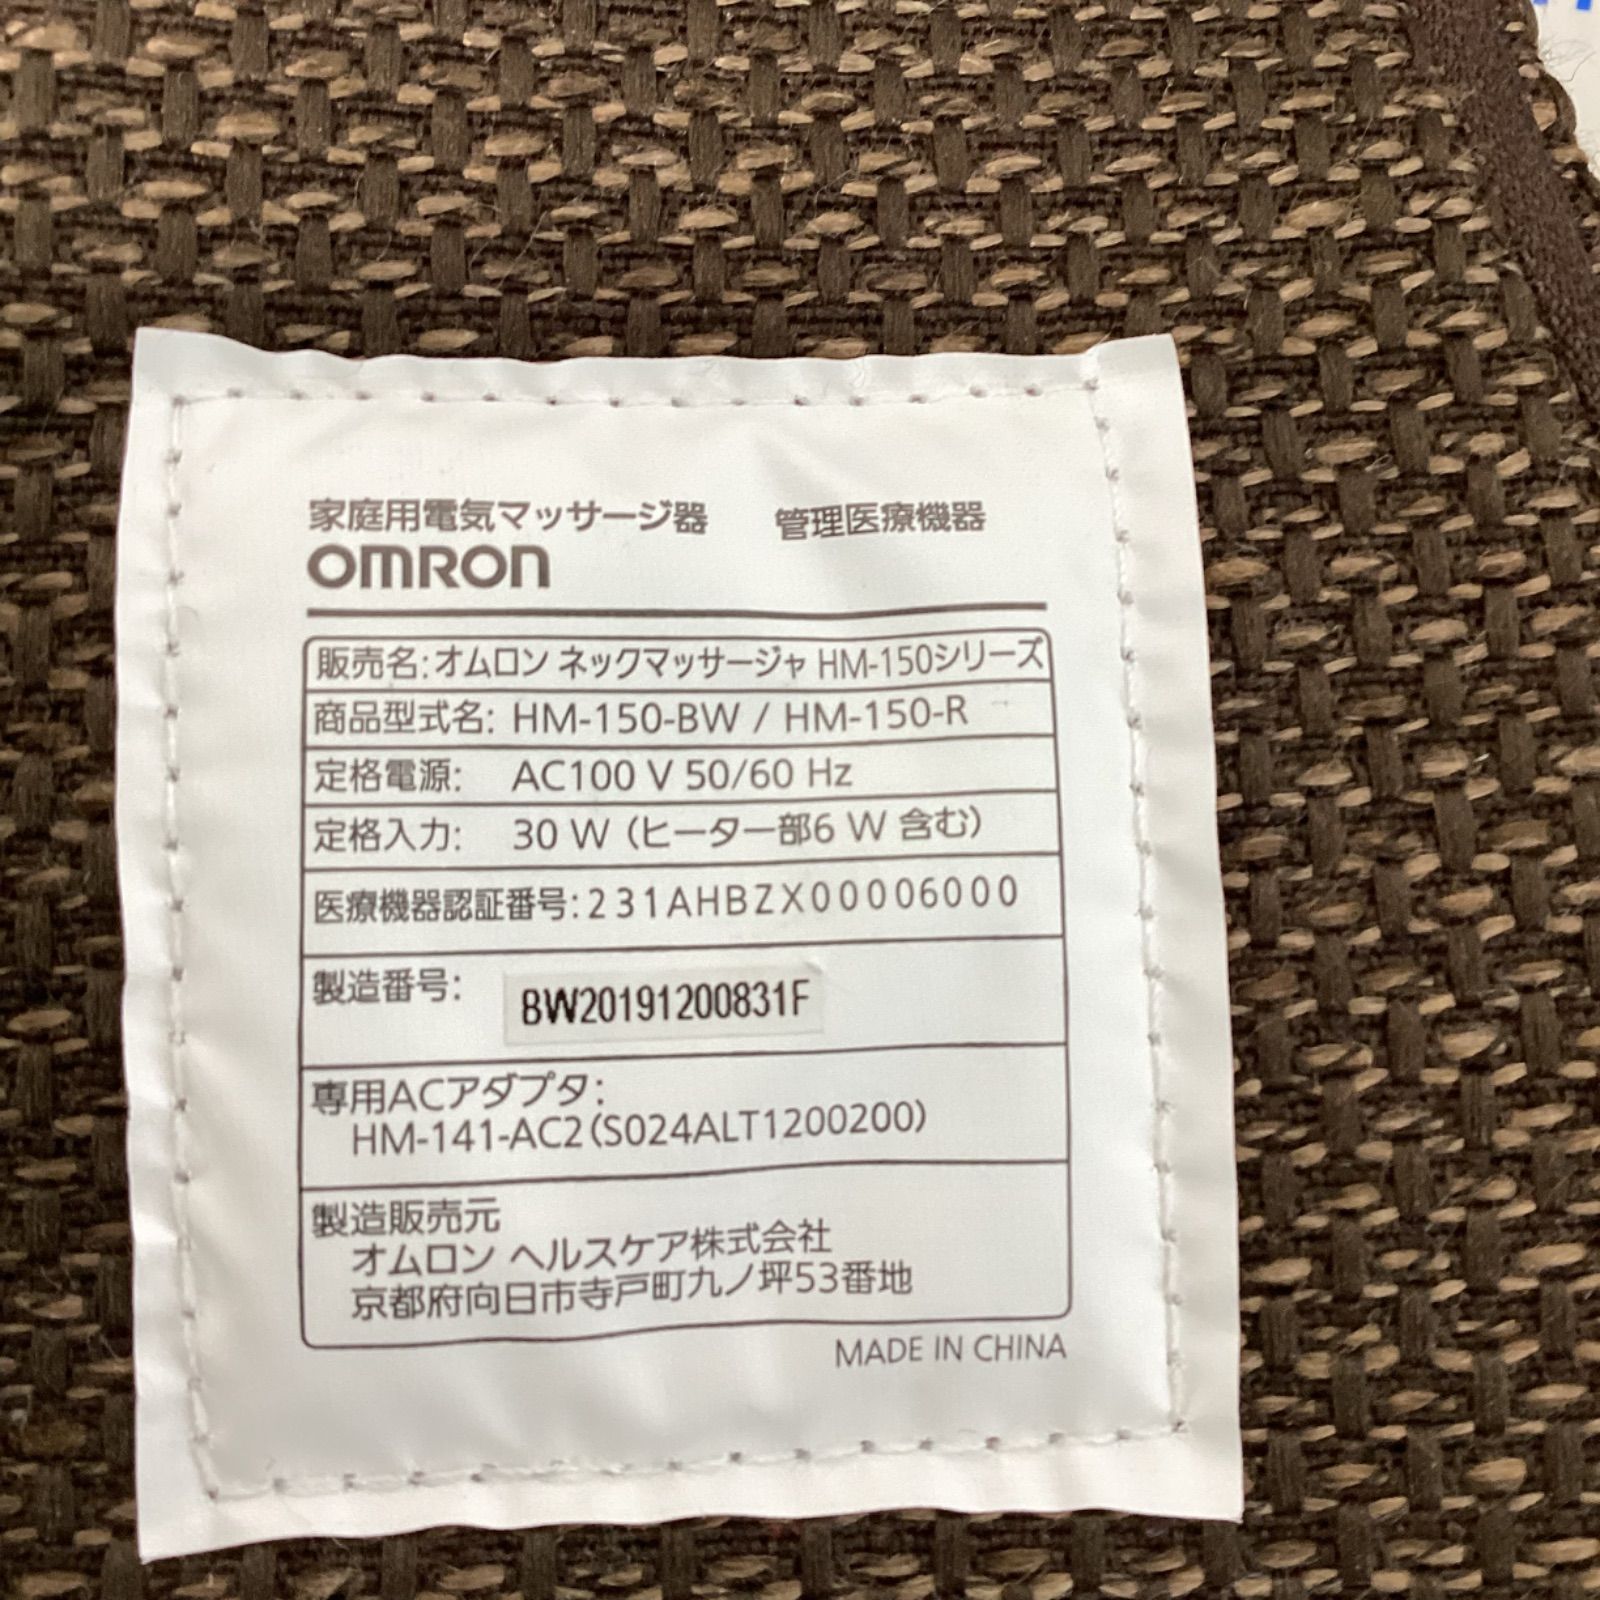 家庭用電気マッサージ器 管理医療機器
OMRON
販売名:オムロン ネックマッサージャ HM-150シリーズ
商品型式名: HM-150-BW / HM-150-R
定格電源: AC100 V 50/60 Hz
定格入力: 30 W (ヒーター部6 W 含む)
医療機器認証番号:231AHBZX00006000
製造番号: BW20191200831F
専用ACアダプタ:
HM-141-AC2(S024ALT1200200)
製造販売元
オムロン ヘルスケア株式会社
京都府向日市寺戸町九ノ坪53番地
MADE IN CHINA